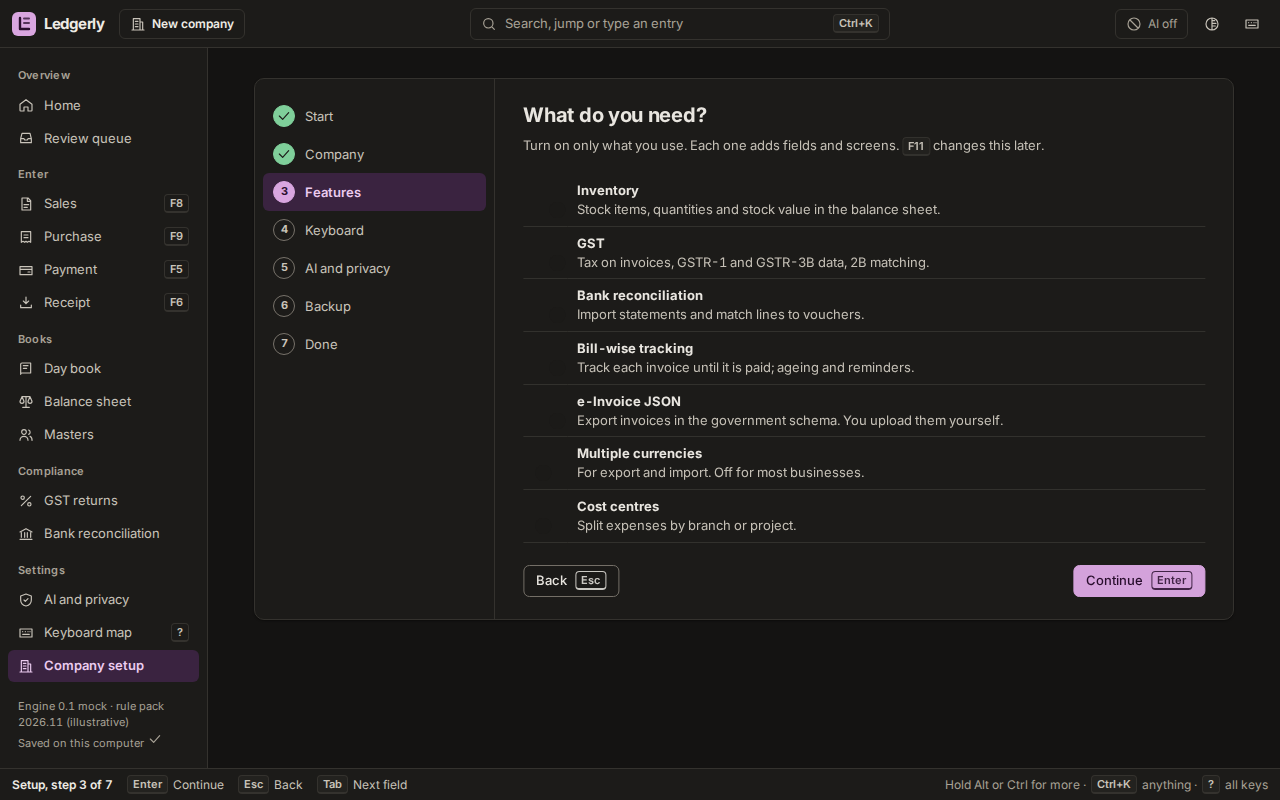 Ledgerly
New company
Search, jump or type an entry
Ctrl+K
AI off
Overview
Home
Review queue
Enter
Sales F8
Purchase F9
Payment F5
Receipt F6
Books
Day book
Balance sheet
Masters
Compliance
GST returns
Bank reconciliation
Settings
AI and privacy
Keyboard map ?
Company setup
Engine 0.1 mock · rule pack
2026.11 (illustrative)
Saved on this computer
Start
Company
3 Features
4 Keyboard
5 AI and privacy
6 Backup
7 Done
What do you need?
Turn on only what you use. Each one adds fields and screens. F11 changes this later.
Inventory
Stock items, quantities and stock value in the balance sheet.
GST
Tax on invoices, GSTR-1 and GSTR-3B data, 2B matching.
Bank reconciliation
Import statements and match lines to vouchers.
Bill-wise tracking
Track each invoice until it is paid; ageing and reminders.
e-Invoice JSON
Export invoices in the government schema. You upload them yourself.
Multiple currencies
For export and import. Off for most businesses.
Cost centres
Split expenses by branch or project.
Back Esc
Continue Enter
Setup, step 3 of 7 Enter Continue Esc Back Tab Next field
Hold Alt or Ctrl for more · Ctrl+K anything · ? all keys